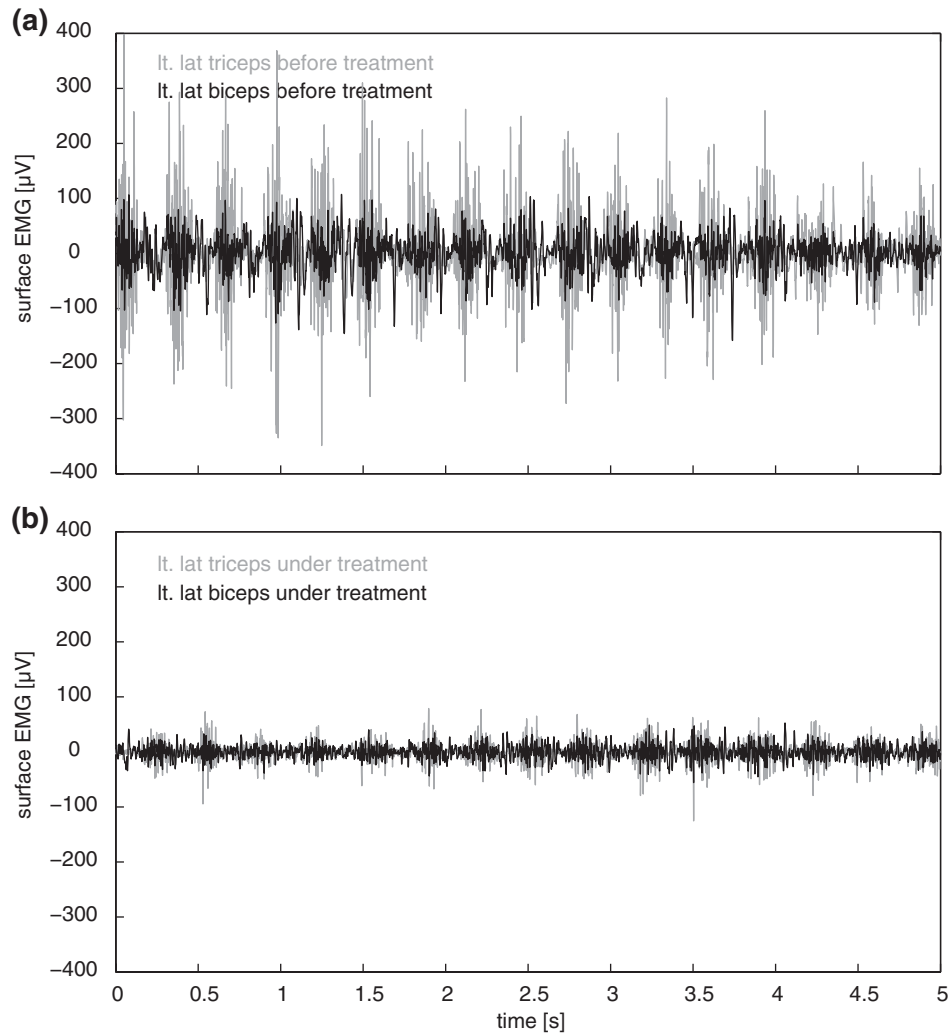 (a)
400
300
200
100
0
−100
−200
−300
−400
surface EMG [µV]
lt. lat triceps before treatment
lt. lat biceps before treatment
(b)
400
300
200
100
0
−100
−200
−300
−400
surface EMG [µV]
lt. lat triceps under treatment
lt. lat biceps under treatment
0 0.5 1 1.5 2 2.5 3 3.5 4 4.5 5
time [s]